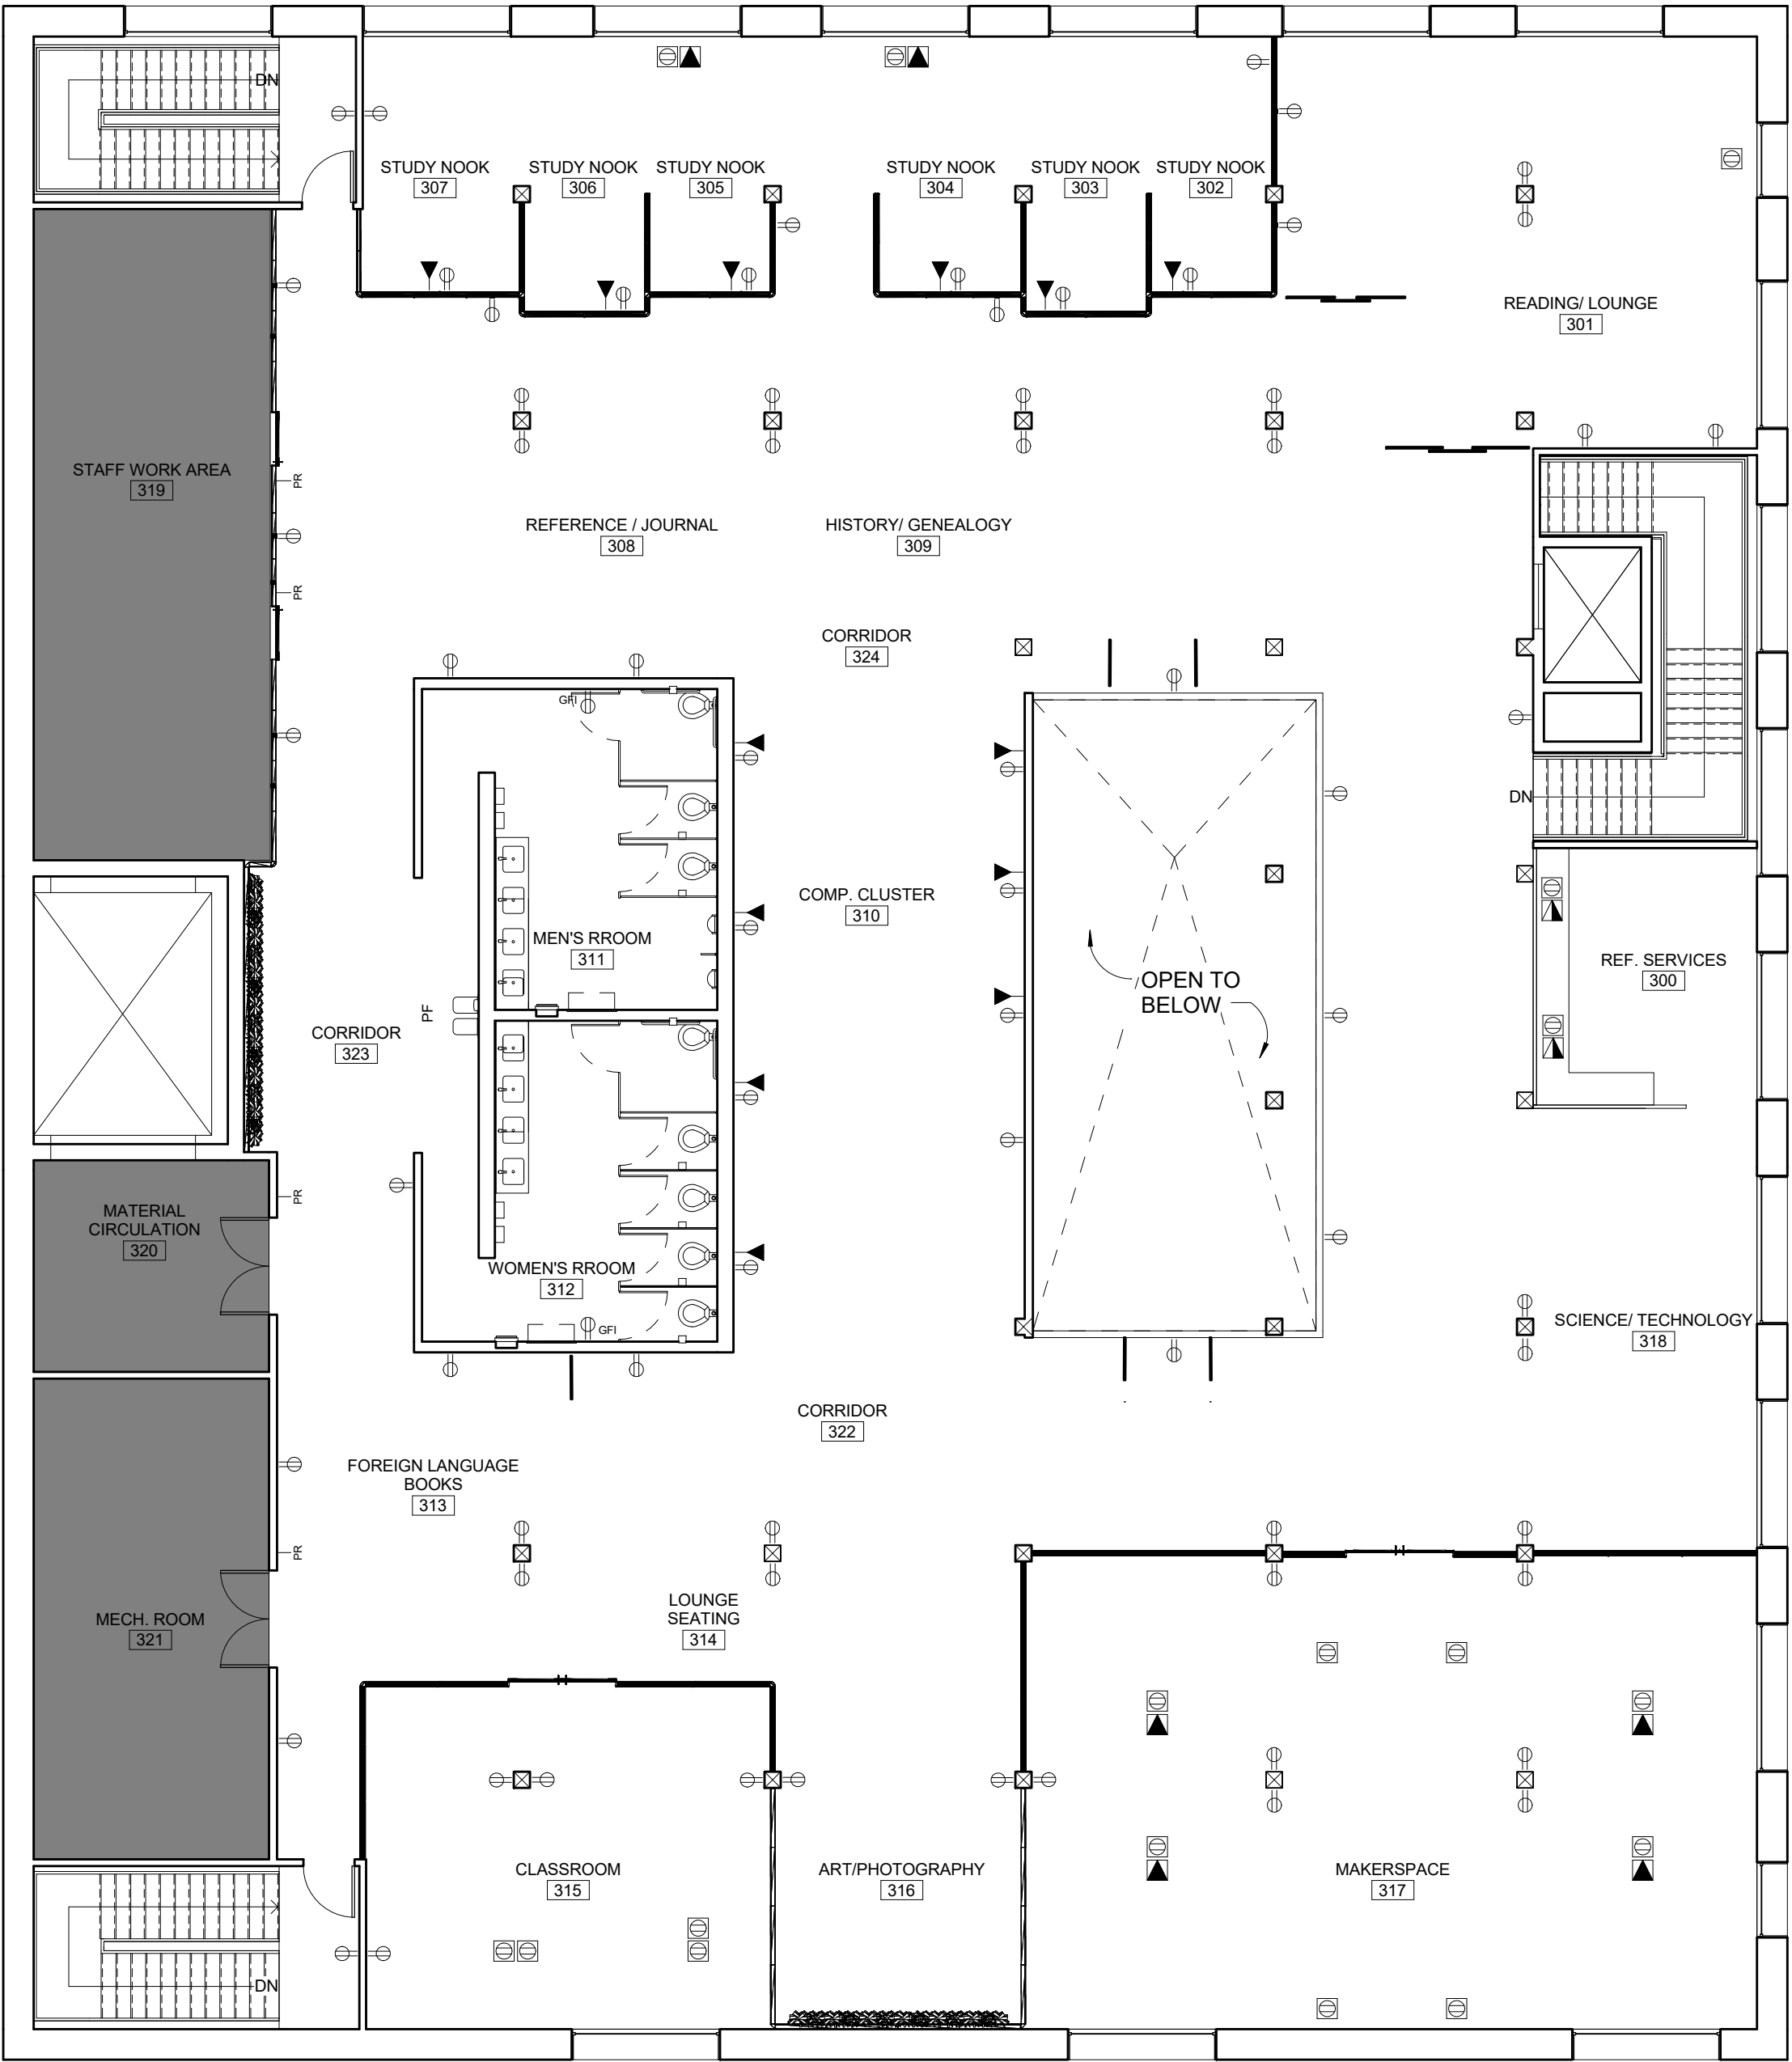 DN
STUDY NOOK
307
STUDY NOOK
306
STUDY NOOK
305
STUDY NOOK
304
STUDY NOOK
303
STUDY NOOK
302
READING/ LOUNGE
301
STAFF WORK AREA
319
PR
REFERENCE / JOURNAL
308
HISTORY/ GENEALOGY
309
PR
CORRIDOR
324
GFI
DN
COMP. CLUSTER
310
MEN'S RROOM
311
REF. SERVICES
300
OPEN TO
BELOW
PF
CORRIDOR
323
PR
MATERIAL
CIRCULATION
320
WOMEN'S RROOM
312
GFI
SCIENCE/ TECHNOLOGY
318
CORRIDOR
322
FOREIGN LANGUAGE
BOOKS
313
PR
LOUNGE
SEATING
314
MECH. ROOM
321
CLASSROOM
315
ART/PHOTOGRAPHY
316
MAKERSPACE
317
DN